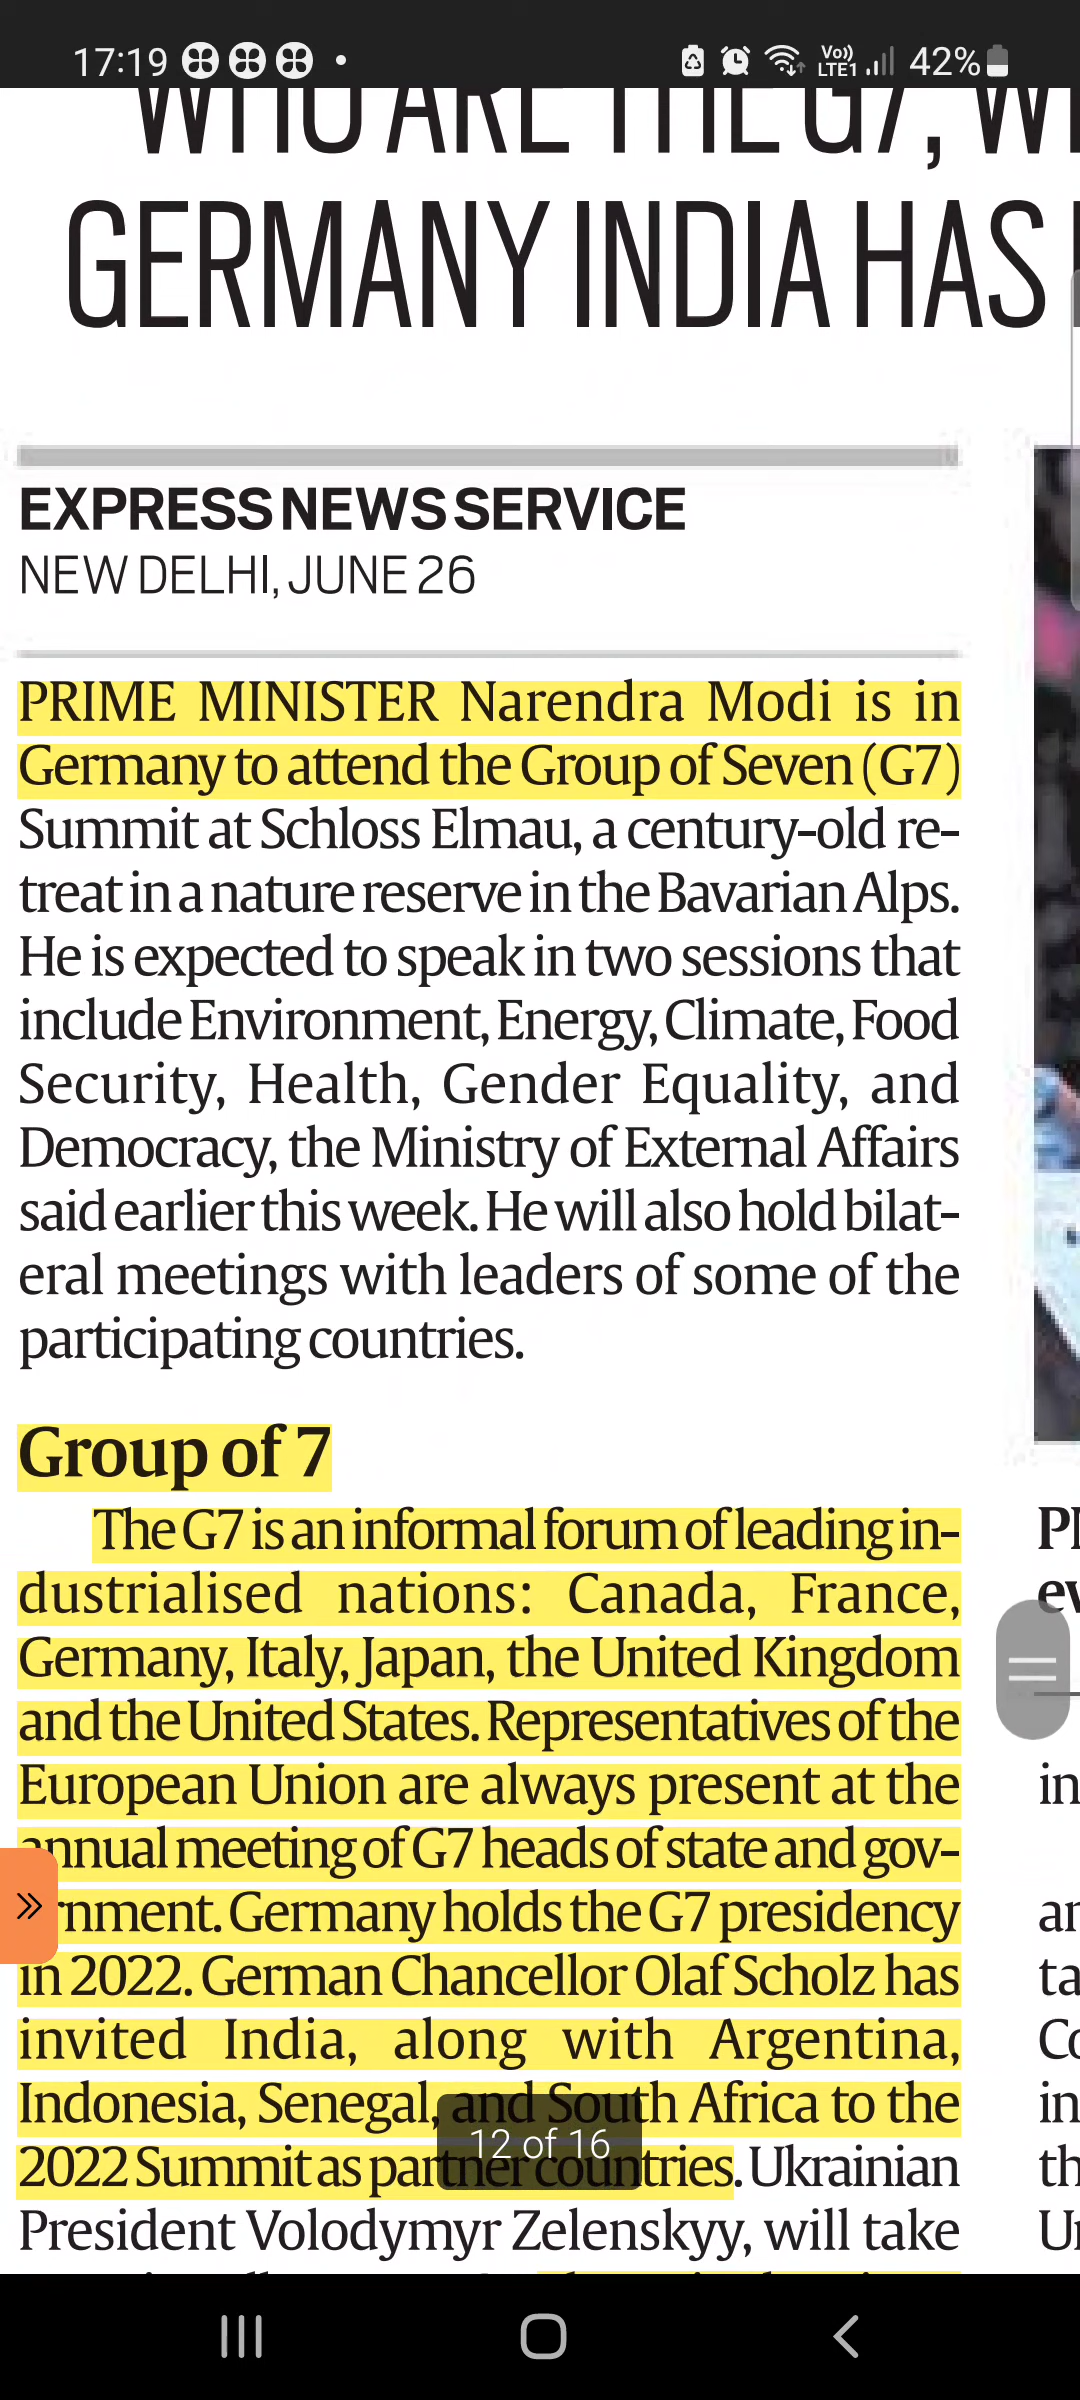 17:19
Vo))
LTE1
42%
WHO ARE THE G7,
GERMANY INDIA HAS
EXPRESS NEWS SERVICE
NEW DELHI, JUNE 26
PRIME MINISTER Narendra Modi is in
Germany to attend the Group of Seven (G7)
Summit at Schloss Elmau, a century-old re-
treat in a nature reserve in the Bavarian Alps.
He is expected to speak in two sessions that
include Environment, Energy, Climate, Food
Security, Health, Gender Equality, and
Democracy, the Ministry of External Affairs
said earlier this week. He will also hold bilat-
eral meetings with leaders of some of the
participating countries.
Group of 7
The G7 is an informal forum of leading in-
dustrialised nations: Canada, France,
Germany, Italy, Japan, the United Kingdom
and the United States. Representatives of the
European Union are always present at the
annual meeting of G7 heads of state and gov-
rnment. Germany holds the G7 presidency
in 2022. German Chancellor Olaf Scholz has
invited India, along with Argentina,
Indonesia, Senegal, and South Africa to the
2022 Summit as partner countries. Ukrainian
President Volodymyr Zelenskyy, will take
12 of 16